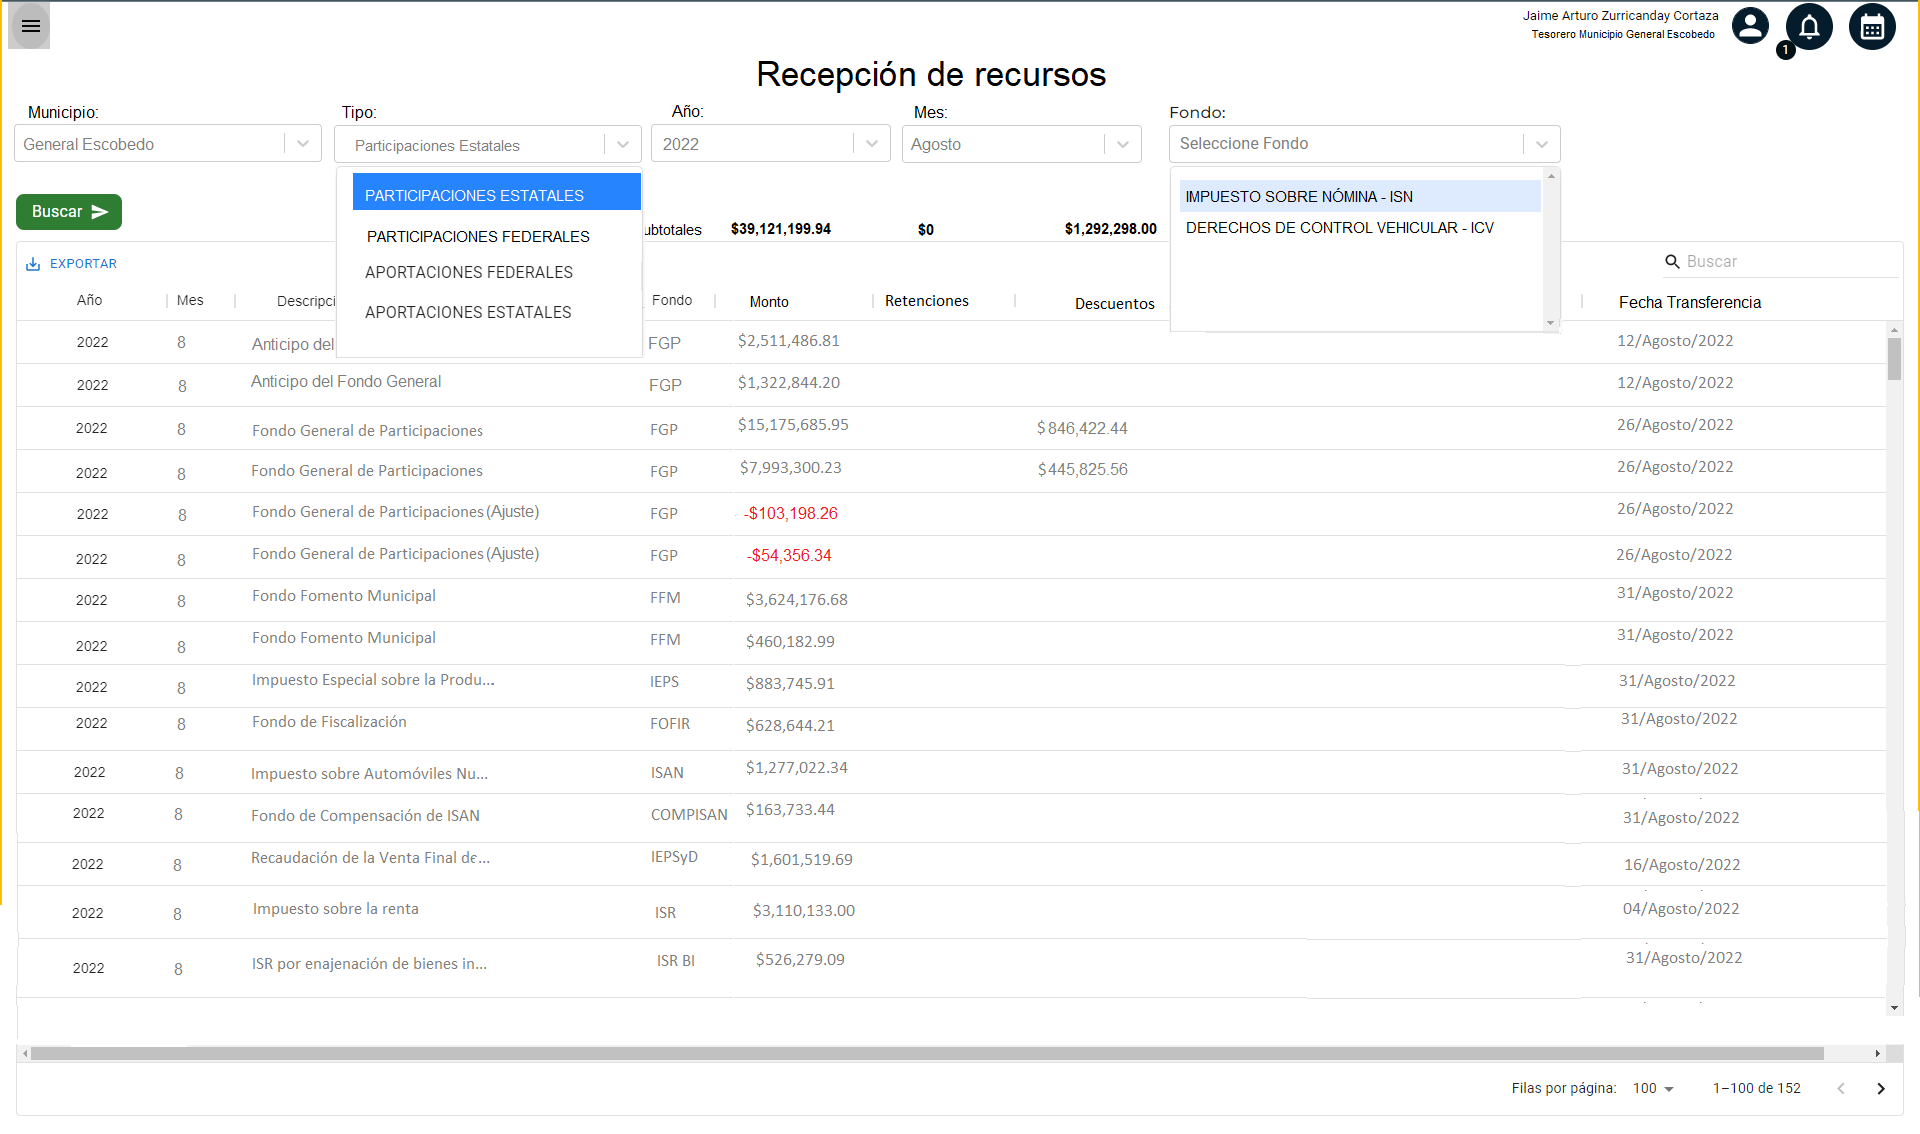 Jaime Arturo Zurricanday Cortaza
Tesorero Municipio General Escobedo
1
Recepción de recursos
Municipio: Tipo: Año: Mes: Fondo:
General Escobedo Participaciones Estatales 2022 Agosto Seleccione Fondo
PARTICIPACIONES ESTATALES
PARTICIPACIONES FEDERALES
APORTACIONES FEDERALES
APORTACIONES ESTATALES
IMPUESTO SOBRE NÓMINA - ISN
DERECHOS DE CONTROL VEHICULAR - ICV
Buscar
ubtotales $39,121,199.94 $0 $1,292,298.00
EXPORTAR Buscar
Año Mes Descripci Fondo Monto Retenciones Descuentos Fecha Transferencia
2022 8 Anticipo del FGP $2,511,486.81 12/Agosto/2022
2022 8 Anticipo del Fondo General FGP $1,322,844.20 12/Agosto/2022
2022 8 Fondo General de Participaciones FGP $15,175,685.95 $846,422.44 26/Agosto/2022
2022 8 Fondo General de Participaciones FGP $7,993,300.23 $445,825.56 26/Agosto/2022
2022 8 Fondo General de Participaciones (Ajuste) FGP -$103,198.26 26/Agosto/2022
2022 8 Fondo General de Participaciones (Ajuste) FGP -$54,356.34 26/Agosto/2022
2022 8 Fondo Fomento Municipal FFM $3,624,176.68 31/Agosto/2022
2022 8 Fondo Fomento Municipal FFM $460,182.99 31/Agosto/2022
2022 8 Impuesto Especial sobre la Produ... IEPS $883,745.91 31/Agosto/2022
2022 8 Fondo de Fiscalización FOFIR $628,644.21 31/Agosto/2022
2022 8 Impuesto sobre Automóviles Nu... ISAN $1,277,022.34 31/Agosto/2022
2022 8 Fondo de Compensación de ISAN COMPISAN $163,733.44 31/Agosto/2022
2022 8 Recaudación de la Venta Final de... IEPSyD $1,601,519.69 16/Agosto/2022
2022 8 Impuesto sobre la renta ISR $3,110,133.00 04/Agosto/2022
2022 8 ISR por enajenación de bienes in... ISR BI $526,279.09 31/Agosto/2022
Filas por página: 100 1–100 de 152